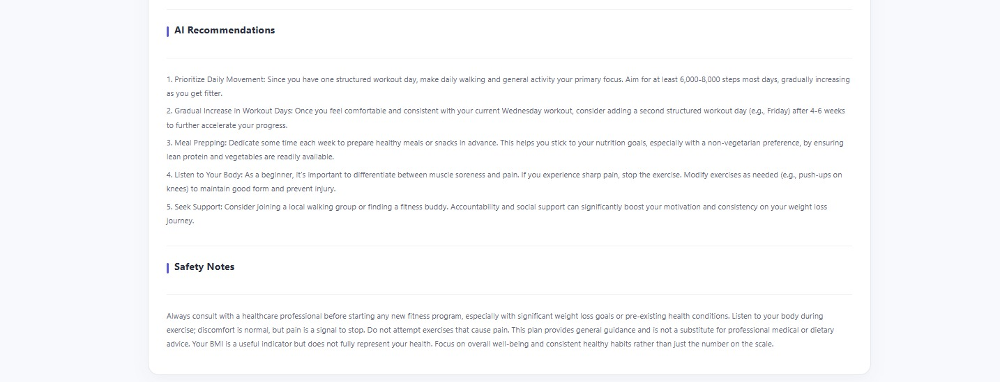 AI Recommendations
1. Prioritize Daily Movement: Since you have one structured workout day, make daily walking and general activity your primary focus. Aim for at least 6,000-8,000 steps most days, gradually increasing
as you get fitter.
2. Gradual Increase in Workout Days: Once you feel comfortable and consistent with your current Wednesday workout, consider adding a second structured workout day (e.g., Friday) after 4-6 weeks
to further accelerate your progress.
3. Meal Prepping: Dedicate some time each week to prepare healthy meals or snacks in advance. This helps you stick to your nutrition goals, especially with a non-vegetarian preference, by ensuring
lean protein and vegetables are readily available.
4. Listen to Your Body: As a beginner, it's important to differentiate between muscle soreness and pain. If you experience sharp pain, stop the exercise. Modify exercises as needed (e.g., push-ups on
knees) to maintain good form and prevent injury.
5. Seek Support: Consider joining a local walking group or finding a fitness buddy. Accountability and social support can significantly boost your motivation and consistency on your weight loss
journey.
Safety Notes
Always consult with a healthcare professional before starting any new fitness program, especially with significant weight loss goals or pre-existing health conditions. Listen to your body during
exercise; discomfort is normal, but pain is a signal to stop. Do not attempt exercises that cause pain. This plan provides general guidance and is not a substitute for professional medical or dietary
advice. Your BMI is a useful indicator but does not fully represent your health. Focus on overall well-being and consistent healthy habits rather than just the number on the scale.